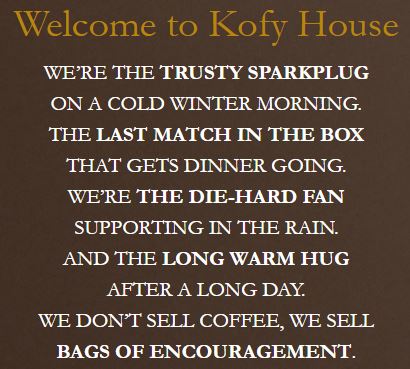 Welcome to Kofy House
WE'RE THE TRUSTY SPARKPLUG
ON A COLD WINTER MORNING.
THE LAST MATCH IN THE BOX
THAT GETS DINNER GOING.
WE'RE THE DIE-HARD FAN
SUPPORTING IN THE RAIN.
AND THE LONG WARM HUG
AFTER A LONG DAY.
WE DON'T SELL COFFEE, WE SELL
BAGS OF ENCOURAGEMENT.